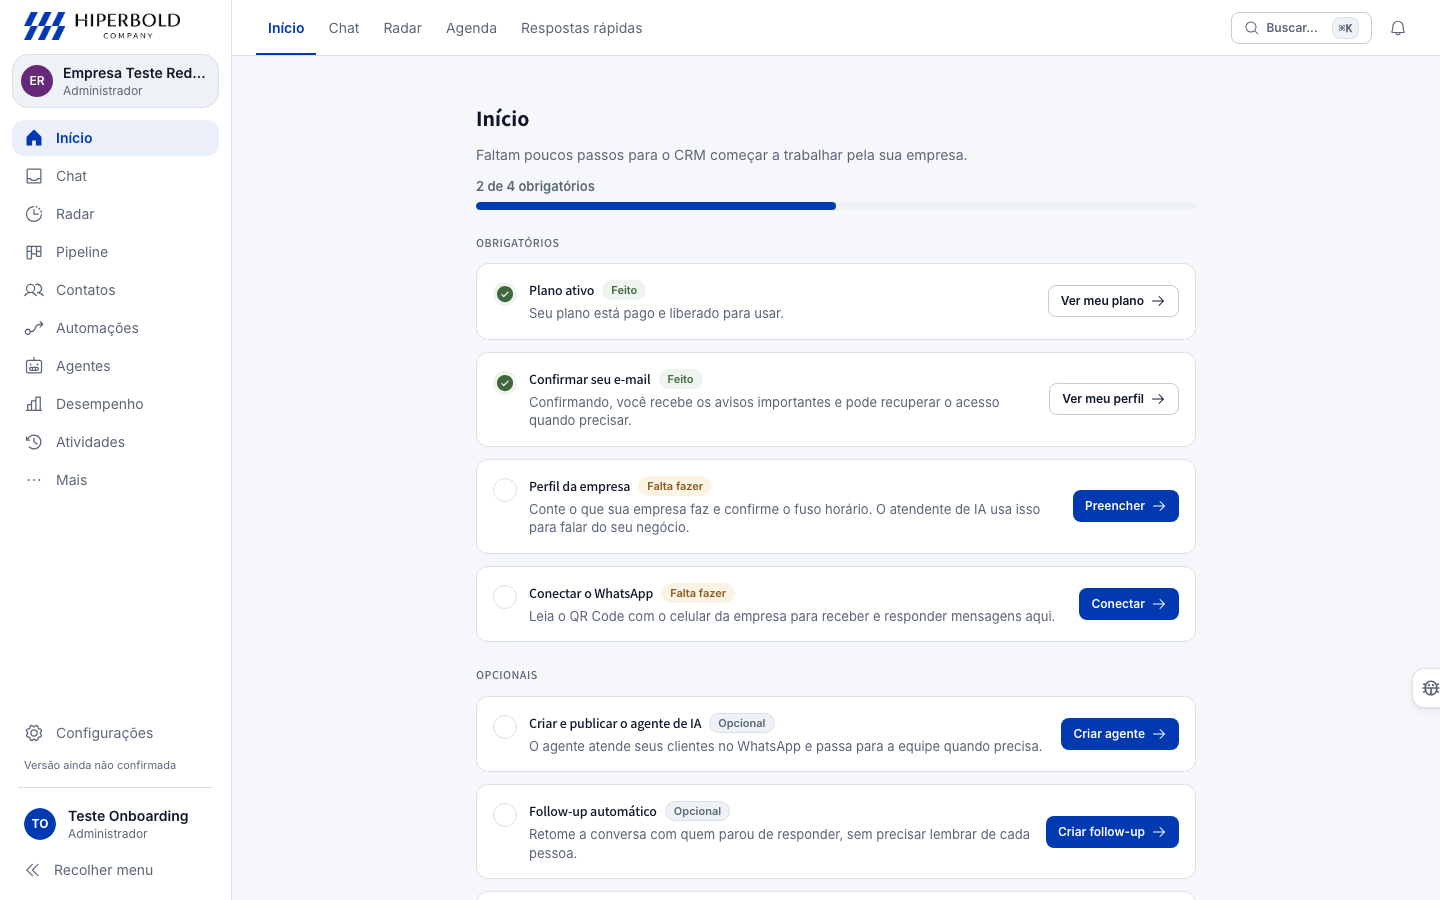 HIPERBOLD
COMPANY
ER
Empresa Teste Red...
Administrador
Início
Chat
Radar
Pipeline
Contatos
Automações
Agentes
Desempenho
Atividades
Mais
Configurações
Versão ainda não confirmada
TO
Teste Onboarding
Administrador
Recolher menu
Início
Chat
Radar
Agenda
Respostas rápidas
Buscar...
⌘K
Início
Faltam poucos passos para o CRM começar a trabalhar pela sua empresa.
2 de 4 obrigatórios
OBRIGATÓRIOS
Plano ativo
Feito
Seu plano está pago e liberado para usar.
Ver meu plano
Confirmar seu e-mail
Feito
Confirmando, você recebe os avisos importantes e pode recuperar o acesso
quando precisar.
Ver meu perfil
Perfil da empresa
Falta fazer
Conte o que sua empresa faz e confirme o fuso horário. O atendente de IA usa isso
para falar do seu negócio.
Preencher
Conectar o WhatsApp
Falta fazer
Leia o QR Code com o celular da empresa para receber e responder mensagens aqui.
Conectar
OPCIONAIS
Criar e publicar o agente de IA
Opcional
O agente atende seus clientes no WhatsApp e passa para a equipe quando precisa.
Criar agente
Follow-up automático
Opcional
Retome a conversa com quem parou de responder, sem precisar lembrar de cada
pessoa.
Criar follow-up